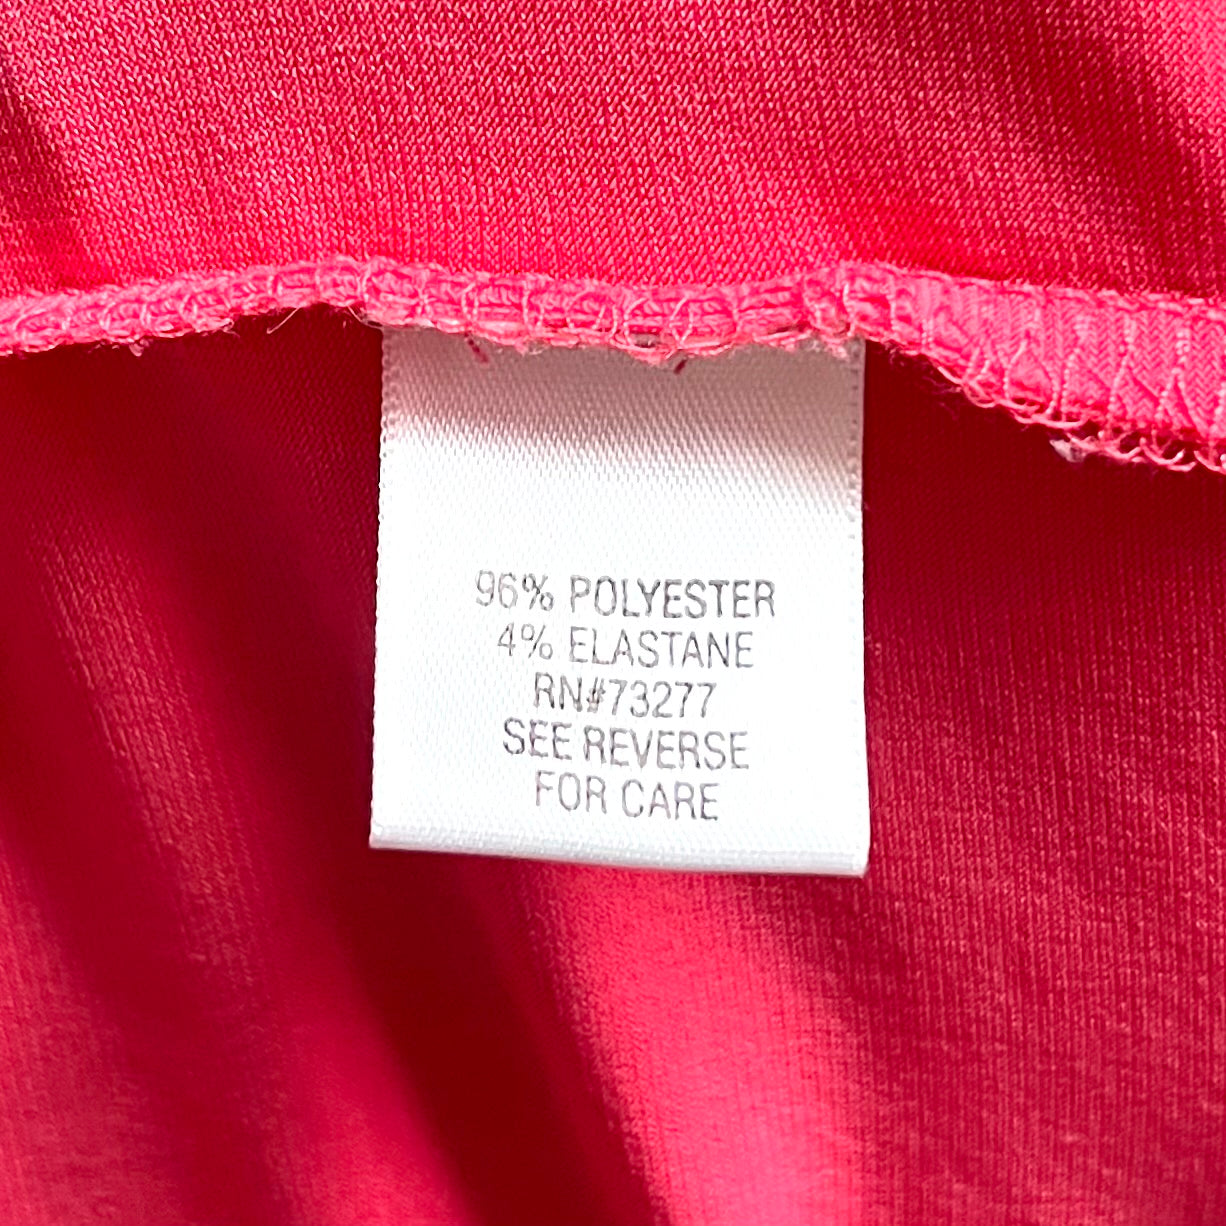 96% POLYESTER
4% ELASTANE
RN#73277
SEE REVERSE
FOR CARE